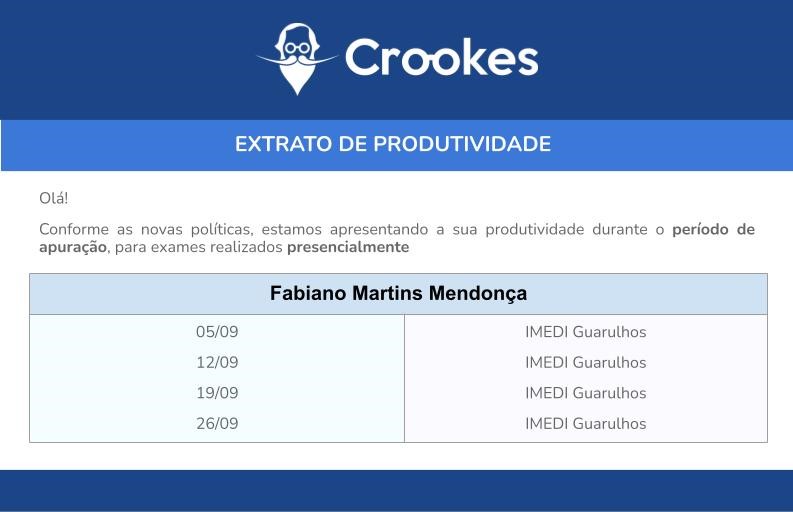 Crookes
EXTRATO DE PRODUTIVIDADE
Olá!
Conforme as novas políticas, estamos apresentando a sua produtividade durante o período de
apuração, para exames realizados presencialmente
Fabiano Martins Mendonça
05/09 IMEDI Guarulhos
12/09 IMEDI Guarulhos
19/09 IMEDI Guarulhos
26/09 IMEDI Guarulhos